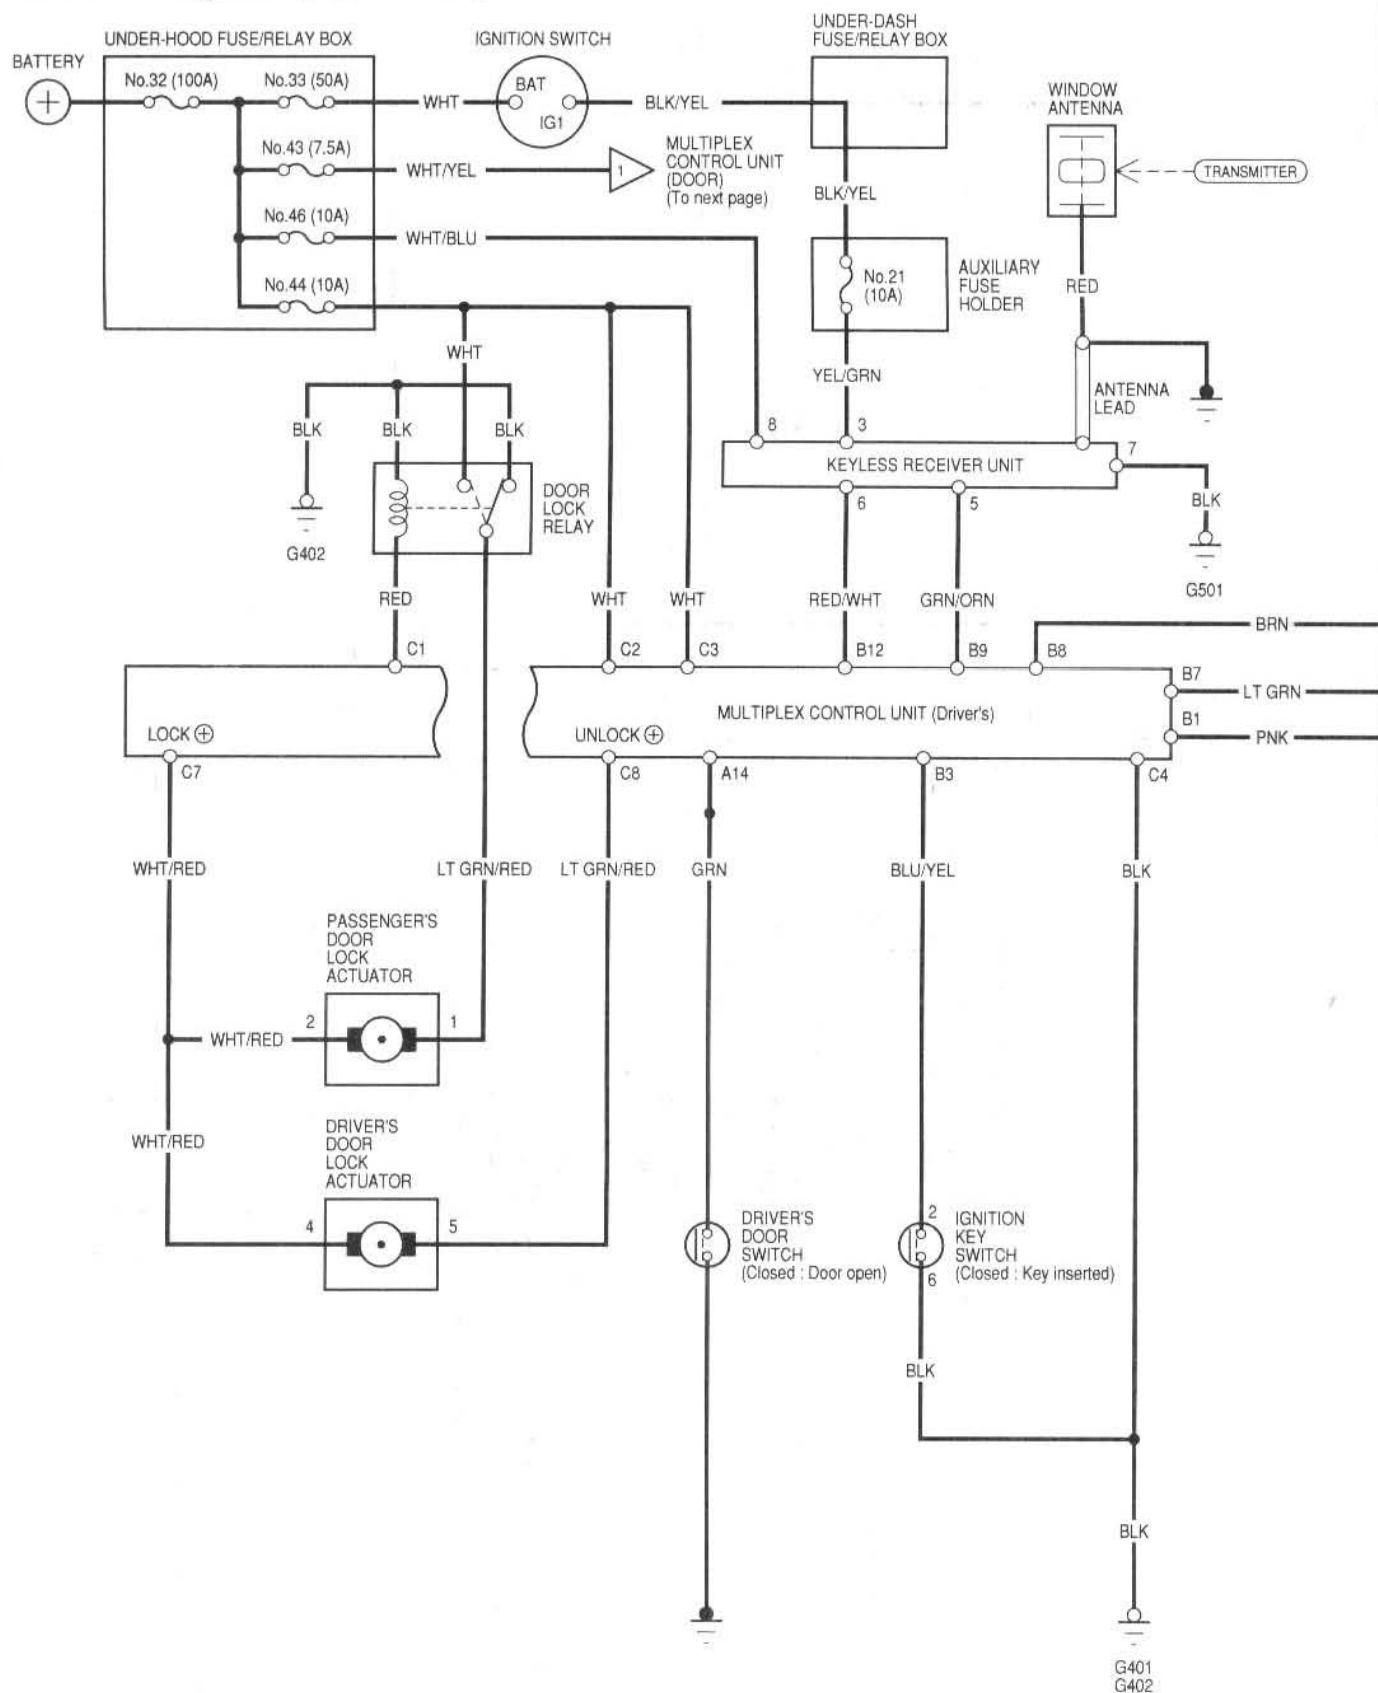 UNDER-DASH
FUSE/RELAY BOX
UNDER-HOOD FUSE/RELAY BOX
IGNITION SWITCH
BATTERY
No.32 (100A)
No.33 (50A)
WHT
BAT
IG1
BLK/YEL
WINDOW
ANTENNA
No.43 (7.5A)
WHT/YEL
1
MULTIPLEX
CONTROL UNIT
(DOOR)
(To next page)
TRANSMITTER
BLK/YEL
No.46 (10A)
WHT/BLU
No.44 (10A)
No.21
(10A)
AUXILIARY
FUSE
HOLDER
RED
WHT
YEL/GRN
ANTENNA
LEAD
BLK
BLK
BLK
8
3
7
KEYLESS RECEIVER UNIT
DOOR
LOCK
RELAY
6
5
BLK
G402
G501
RED
WHT
WHT
RED/WHT
GRN/ORN
BRN
C1
C2
C3
B12
B9
B8
B7
LT GRN
MULTIPLEX CONTROL UNIT (Driver's)
B1
PNK
LOCK
UNLOCK
C7
C8
A14
B3
C4
WHT/RED
LT GRN/RED
LT GRN/RED
GRN
BLU/YEL
BLK
PASSENGER'S
DOOR
LOCK
ACTUATOR
2
1
WHT/RED
WHT/RED
DRIVER'S
DOOR
LOCK
ACTUATOR
4
5
DRIVER'S
DOOR
SWITCH
(Closed : Door open)
2
6
IGNITION
KEY
SWITCH
(Closed : Key inserted)
BLK
BLK
G401
G402